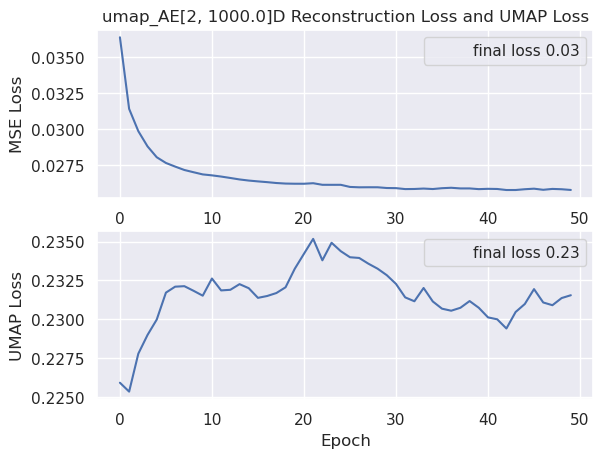 umap_AE[2, 1000.0]D Reconstruction Loss and UMAP Loss
final loss 0.03
MSE Loss
0.0350
0.0325
0.0300
0.0275
0 10 20 30 40 50
final loss 0.23
UMAP Loss
0.2350
0.2325
0.2300
0.2275
0.2250
0 10 20 30 40 50
Epoch